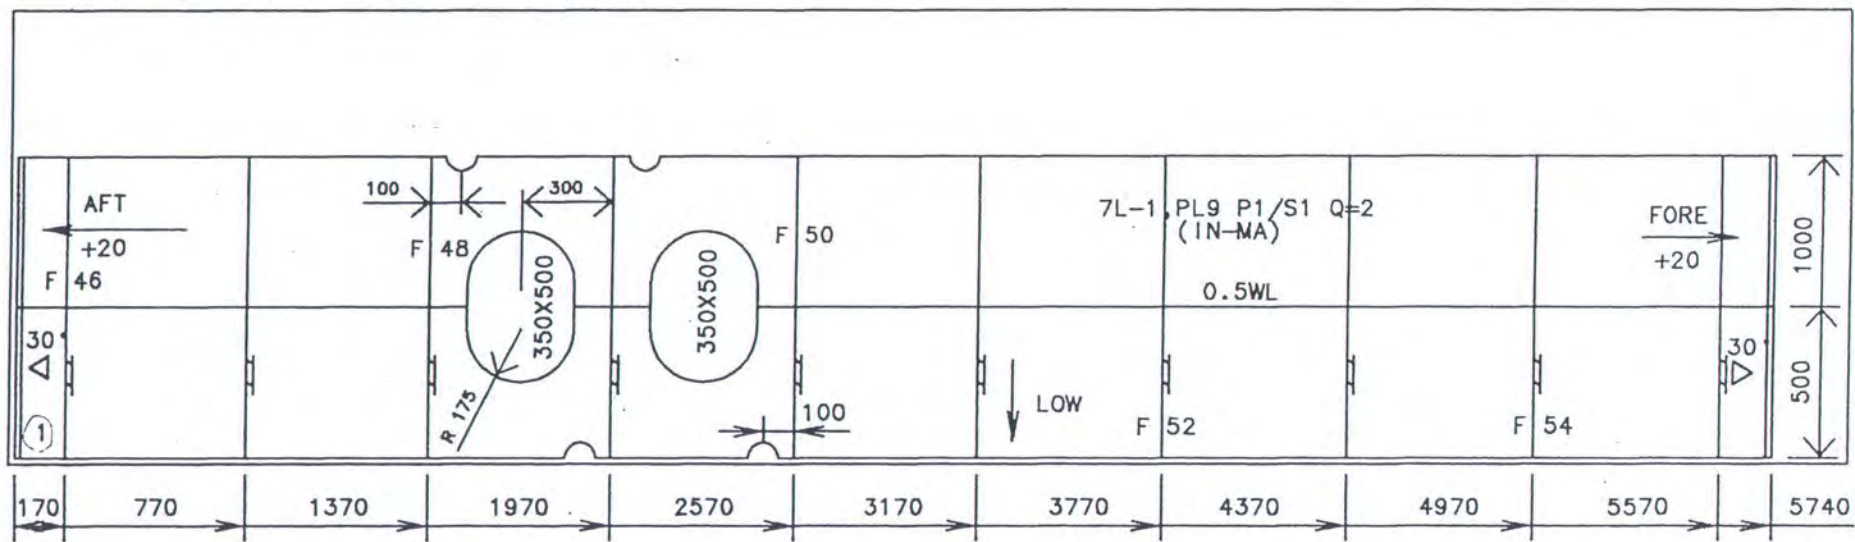 100
300
7L-1 PL9 P1/S1 Q=2
(IN-MA)
AFT
+20
F 46
F 48
F 50
FORE
+20
1000
350X500
350X500
0.5WL
30°
30°
R 175
1
100
LOW
F 52
F 54
500
170 770 1370 1970 2570 3170 3770 4370 4970 5570 5740